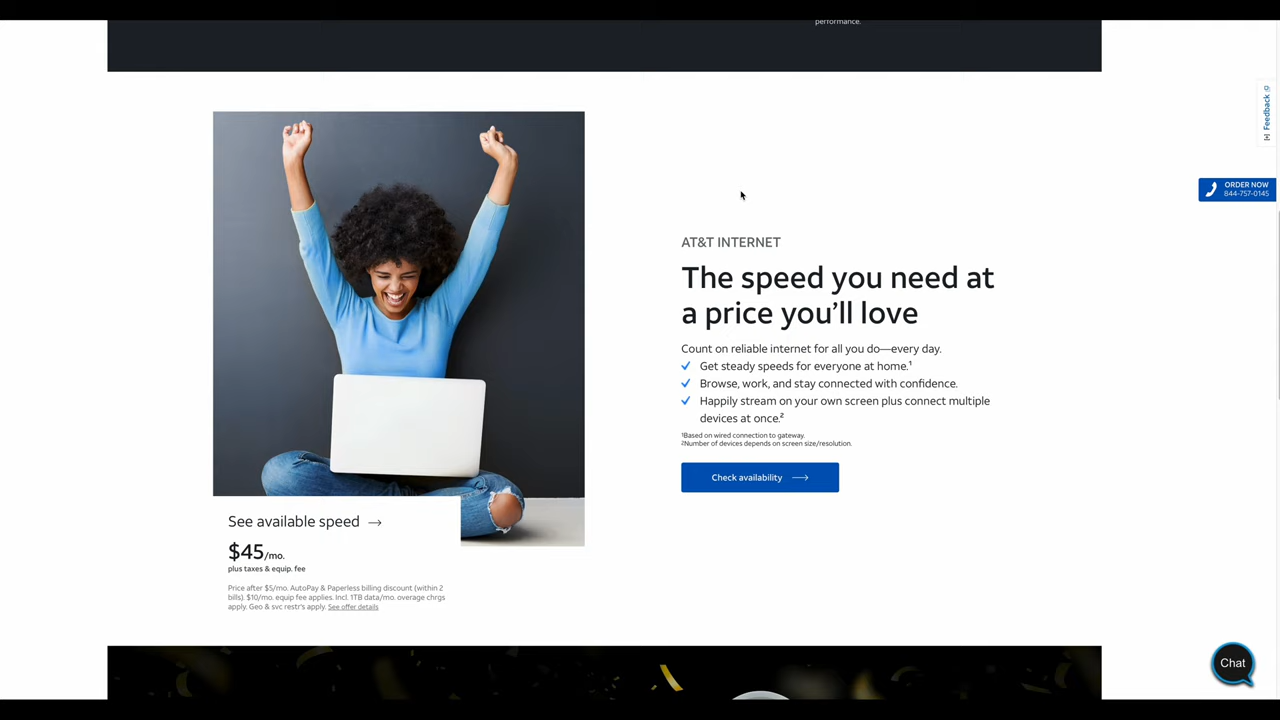 performance.
Feedback
ORDER NOW
844-757-0145
AT&T INTERNET
The speed you need at
a price you’ll love
Count on reliable internet for all you do—every day.
Get steady speeds for everyone at home.¹
Browse, work, and stay connected with confidence.
Happily stream on your own screen plus connect multiple
devices at once.²
¹Based on wired connection to gateway.
²Number of devices depends on screen size/resolution.
Check availability
See available speed
$45/mo.
plus taxes & equip. fee
Price after $5/mo. AutoPay & Paperless billing discount (within 2
bills). $10/mo. equip fee applies. Incl. 1TB data/mo. overage chrgs
apply. Geo & svc restr's apply. See offer details
Chat